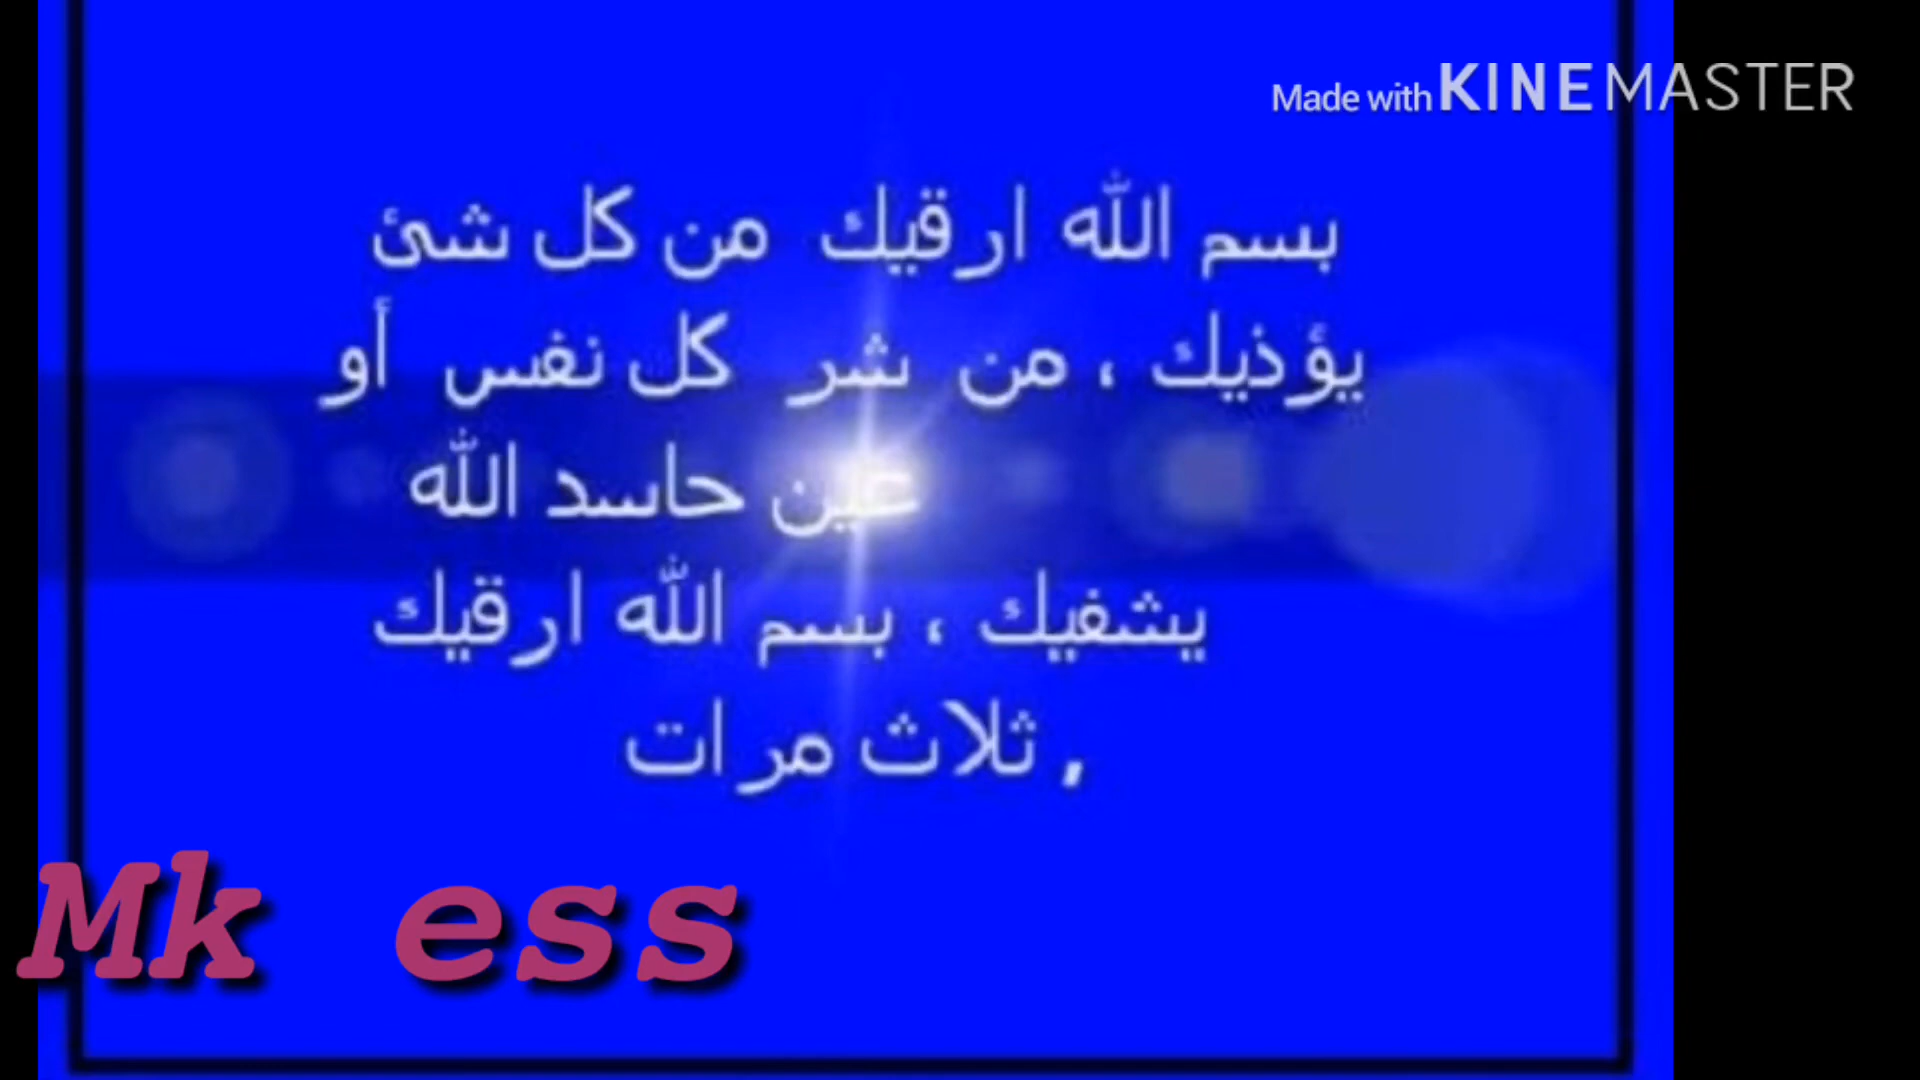 Made with KINEMASTER
بسم الله ارقيك من كل شئ
يؤذيك ، من شر كل نفس أو
عين حاسد الله
يشفيك ، بسم الله ارقيك
, ثلاث مرات
Mk ess